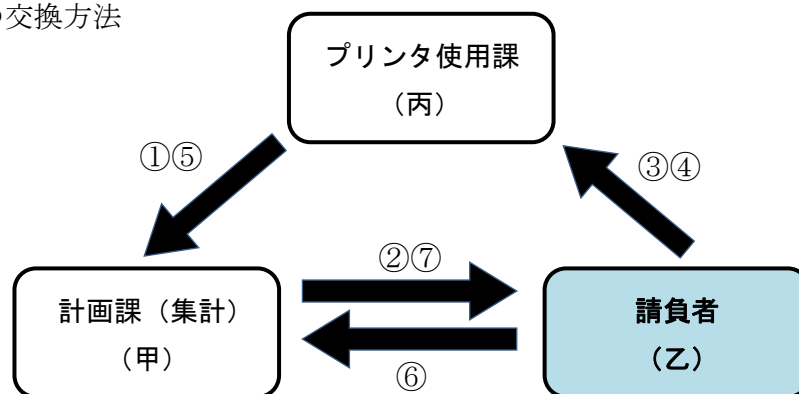 の交換方法
プリンタ使用課
（丙）
①⑤
③④
②⑦
計画課（集計）
（甲）
請負者
（乙）
⑥